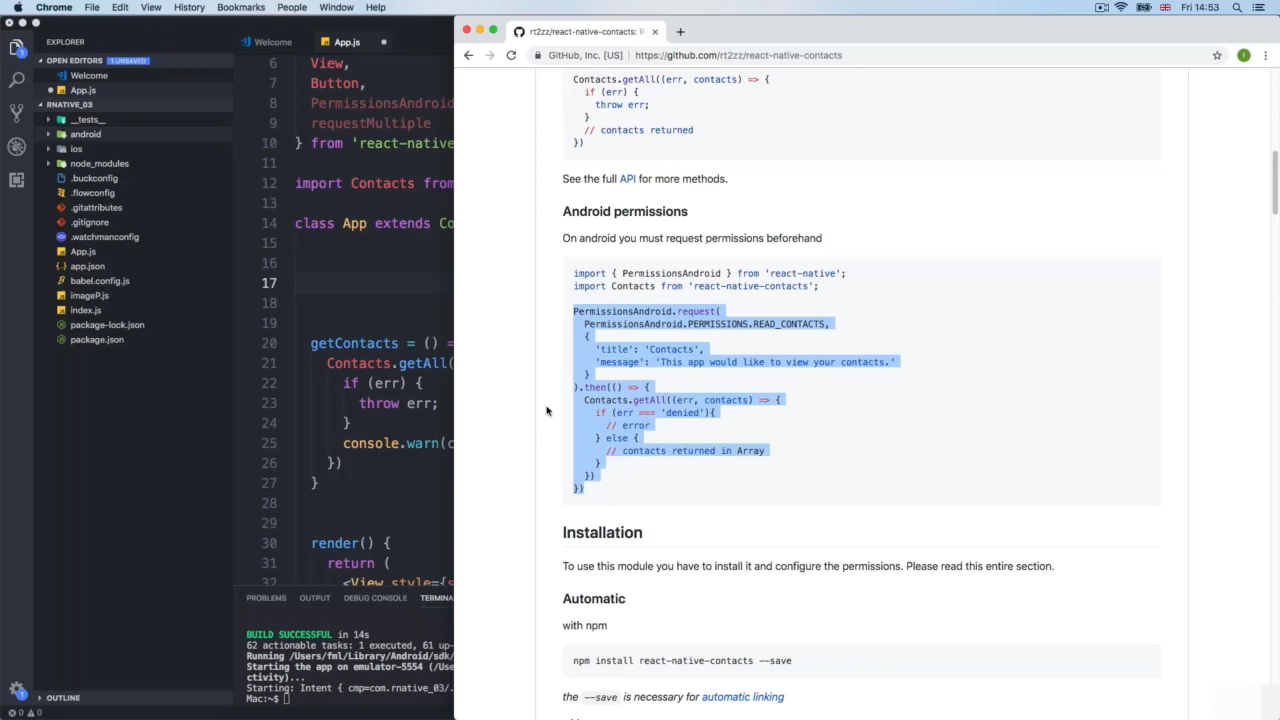 Chrome File Edit View History Bookmarks People Window Help
Fri 14:53
EXPLORER
OPEN EDITORS 1 UNSAVED
Welcome
App.js
RNATIVE_03
__tests__
android
ios
node_modules
.buckconfig
.flowconfig
.gitattributes
.gitignore
.watchmanconfig
App.js
app.json
babel.config.js
imageP.js
index.js
package-lock.json
package.json
OUTLINE
0 0
1
1
Welcome
App.js
6 View,
7 Button,
8 PermissionsAndroid
9 requestMultiple
10 } from 'react-native
11
12 import Contacts from
13
14 class App extends Co
15
16
17
18
19
20 getContacts = () =
21 Contacts.getAll(
22 if (err) {
23 throw err;
24 }
25 console.warn(c
26 })
27 }
28
29
30 render() {
31 return (
32 <View style={s
PROBLEMS OUTPUT DEBUG CONSOLE TERMINA
BUILD SUCCESSFUL in 14s
62 actionable tasks: 1 executed, 61 up-
Running /Users/fml/Library/Android/sdk/
Starting the app on emulator-5554 (/Use
ctivity)...
Starting: Intent { cmp=com.rnative_03/.
Mac:~$
rt2zz/react-native-contacts: R
GitHub, Inc. [US] | https://github.com/rt2zz/react-native-contacts
r
Contacts.getAll((err, contacts) => {
if (err) {
throw err;
}
// contacts returned
})
See the full API for more methods.
Android permissions
On android you must request permissions beforehand
import { PermissionsAndroid } from 'react-native';
import Contacts from 'react-native-contacts';
PermissionsAndroid.request(
PermissionsAndroid.PERMISSIONS.READ_CONTACTS,
{
'title': 'Contacts',
'message': 'This app would like to view your contacts.'
}
).then(() => {
Contacts.getAll((err, contacts) => {
if (err === 'denied'){
// error
} else {
// contacts returned in Array
}
})
})
Installation
To use this module you have to install it and configure the permissions. Please read this entire section.
Automatic
with npm
npm install react-native-contacts --save
the --save is necessary for automatic linking